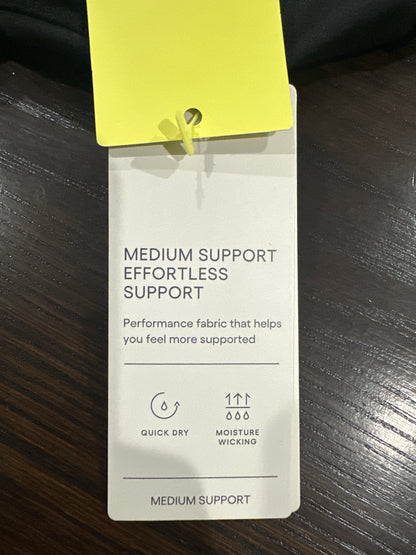 MEDIUM SUPPORT
EFFORTLESS
SUPPORT
Performance fabric that helps
you feel more supported
QUICK DRY
MOISTURE
WICKING
MEDIUM SUPPORT